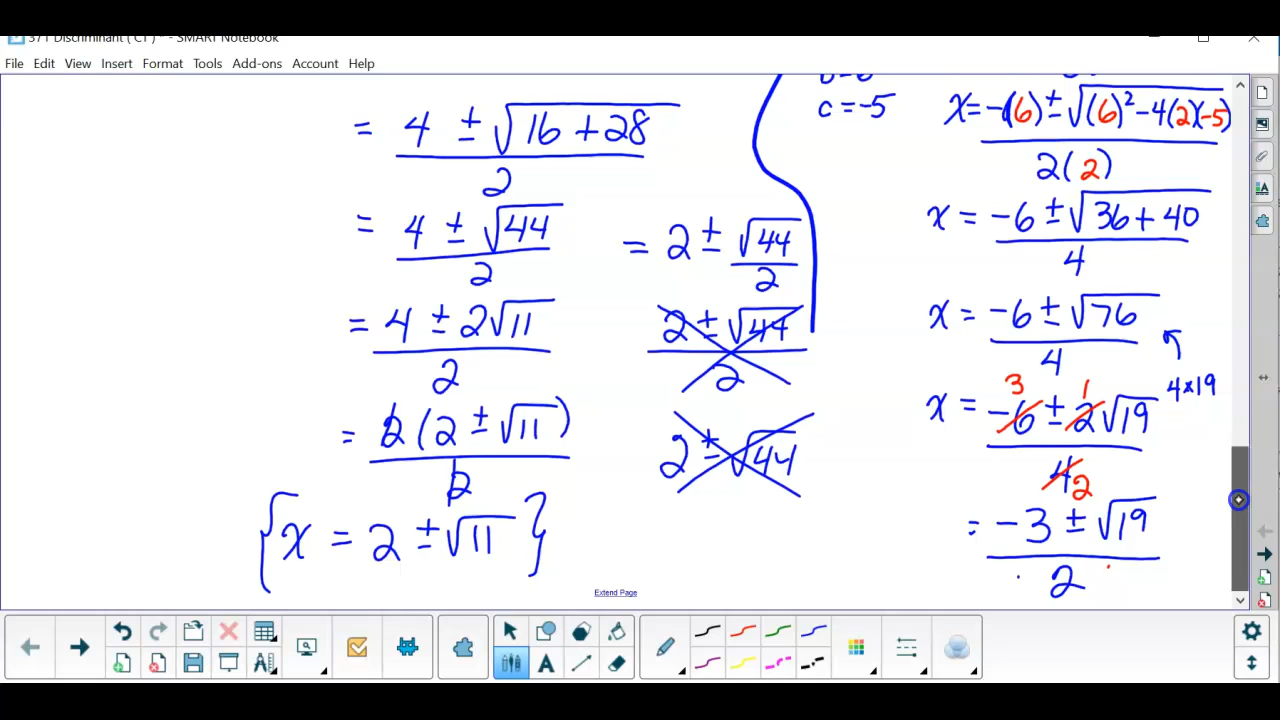 371 Discriminant ( CT ) * - SMART Notebook
File Edit View Insert Format Tools Add-ons Account Help
= 4 ± √16 + 28 / 2
= 4 ± √44 / 2
= 4 ± 2√11 / 2
= 2 (2 ± √11) / 2
{ x = 2 ± √11 }
= 2 ± √44 / 2
2 ± √44 / 2
2 ± √44
c = -5
x = -(6) ± √(6)² - 4(2)(-5) / 2(2)
x = -6 ± √36 + 40 / 4
x = -6 ± √76 / 4
4 × 19
3 1
x = -6 ± 2√19 / 4
2
= -3 ± √19 / 2
Extend Page
A